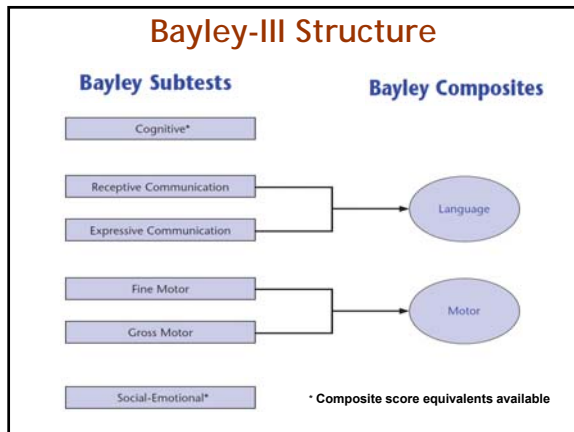 Bayley-III Structure
Bayley Subtests
Bayley Composites
Cognitive*
Receptive Communication
Expressive Communication
Language
Fine Motor
Gross Motor
Motor
Social-Emotional*
* Composite score equivalents available